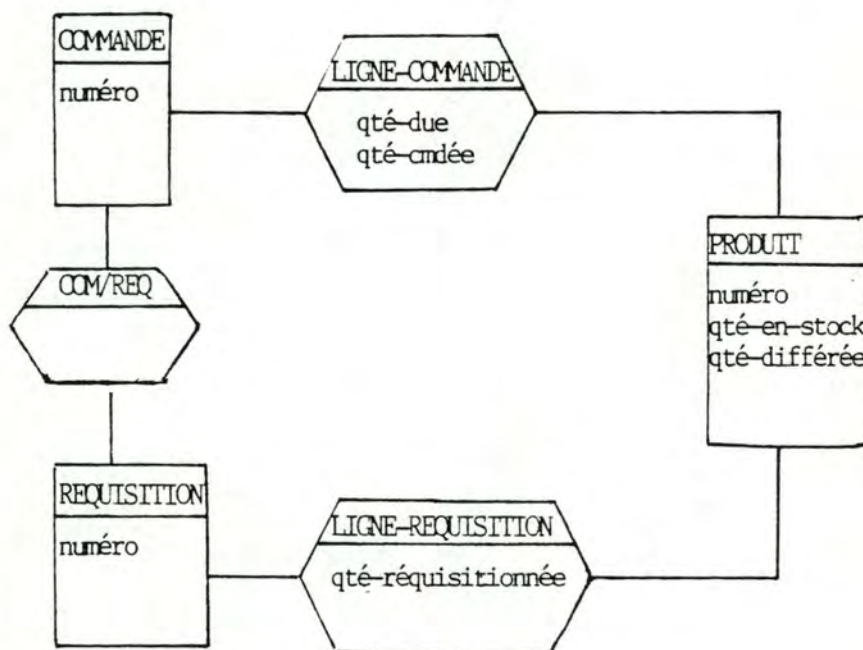 COMMANDE
numéro
LIGNE-COMMANDE
qté-due
qté-cmdée
PRODUIT
numéro
qté-en-stock
qté-différée
COM/REQ
REQUISITION
numéro
LIGNE-REQUISITION
qté-réquisitionnée